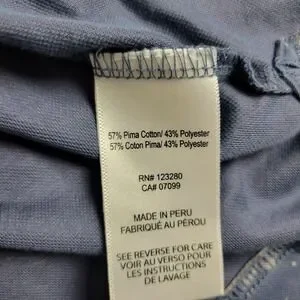 57% Pima Cotton/ 43% Polyester
57% Coton Pima/ 43% Polyester
RN# 123280
CA# 07099
MADE IN PERU
FABRIQUÉ AU PÉROU
SEE REVERSE FOR CARE
VOIR AU VERSO POUR
LES INSTRUCTIONS
DE LAVAGE